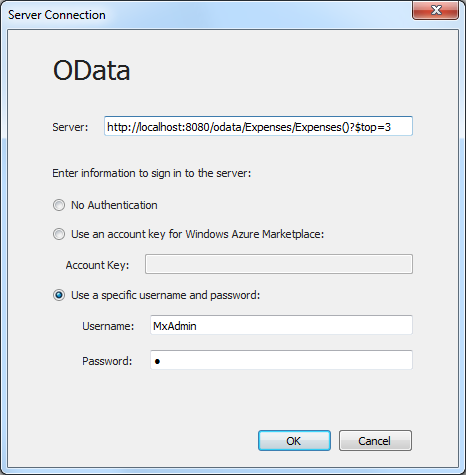 Server Connection
OData
Server: http://localhost:8080/odata/Expenses/Expenses()?$top=3
Enter information to sign in to the server:
No Authentication
Use an account key for Windows Azure Marketplace:
Account Key:
Use a specific username and password:
Username: MxAdmin
Password: ●
OK Cancel